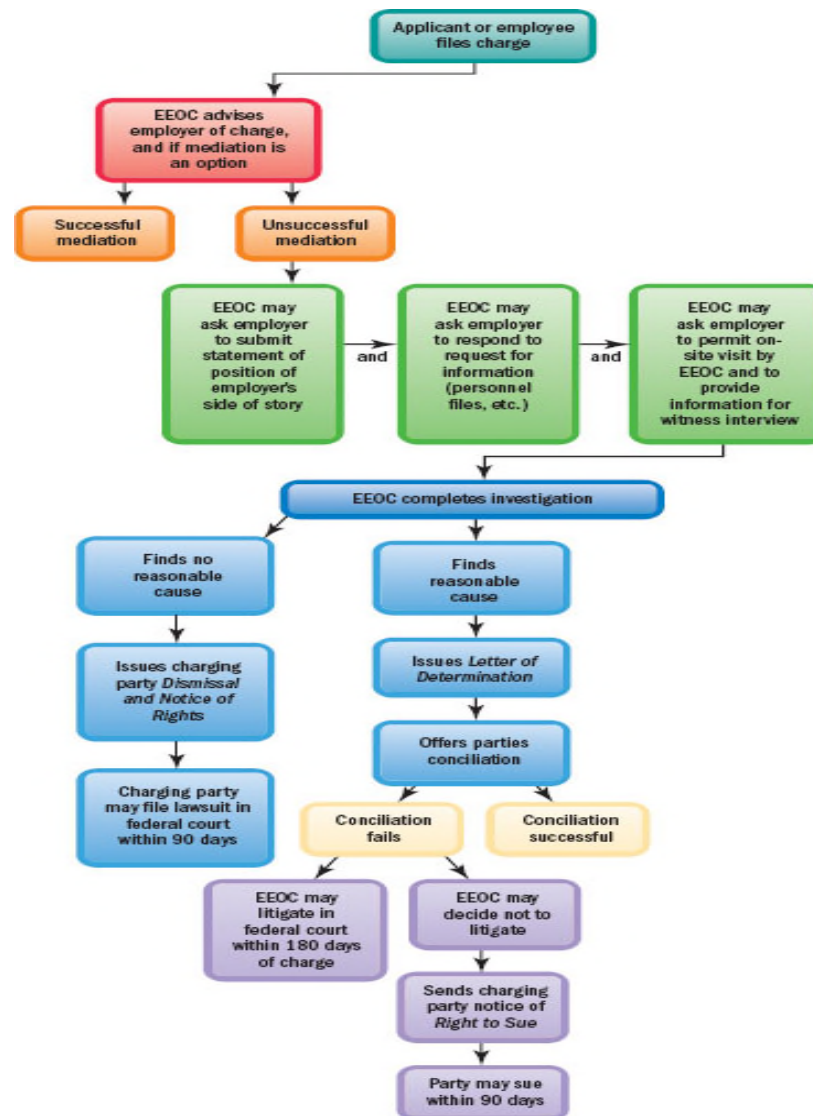 Applicant or employee
files charge
EEOC advises
employer of charge,
and if mediation is
an option
Successful
mediation
Unsuccessful
mediation
EEOC may
ask employer
to submit
statement of
position of
employer's
side of story
and
EEOC may
ask employer
to respond to
request for
information
(personnel
files, etc.)
and
EEOC may
ask employer
to permit on-
site visit by
EEOC and to
provide
information for
witness interview
EEOC completes investigation
Finds no
reasonable
cause
Issues charging
party Dismissal
and Notice of
Rights
Charging party
may file lawsuit in
federal court
within 90 days
Finds
reasonable
cause
Issues Letter of
Determination
Offers parties
conciliation
Conciliation
fails
Conciliation
successful
EEOC may
litigate in
federal court
within 180 days
of charge
EEOC may
decide not to
litigate
Sends charging
party notice of
Right to Sue
Party may sue
within 90 days